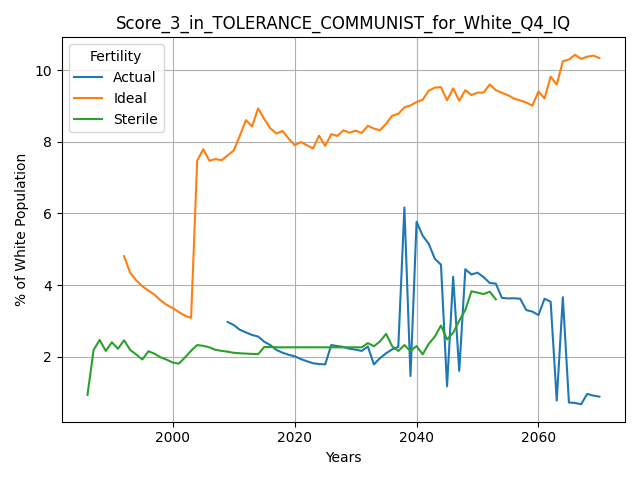 Score_3_in_TOLERANCE_COMMUNIST_for_White_Q4_IQ
Fertility
Actual
Ideal
Sterile
% of White Population
10
8
6
4
2
2000
2020
2040
2060
Years